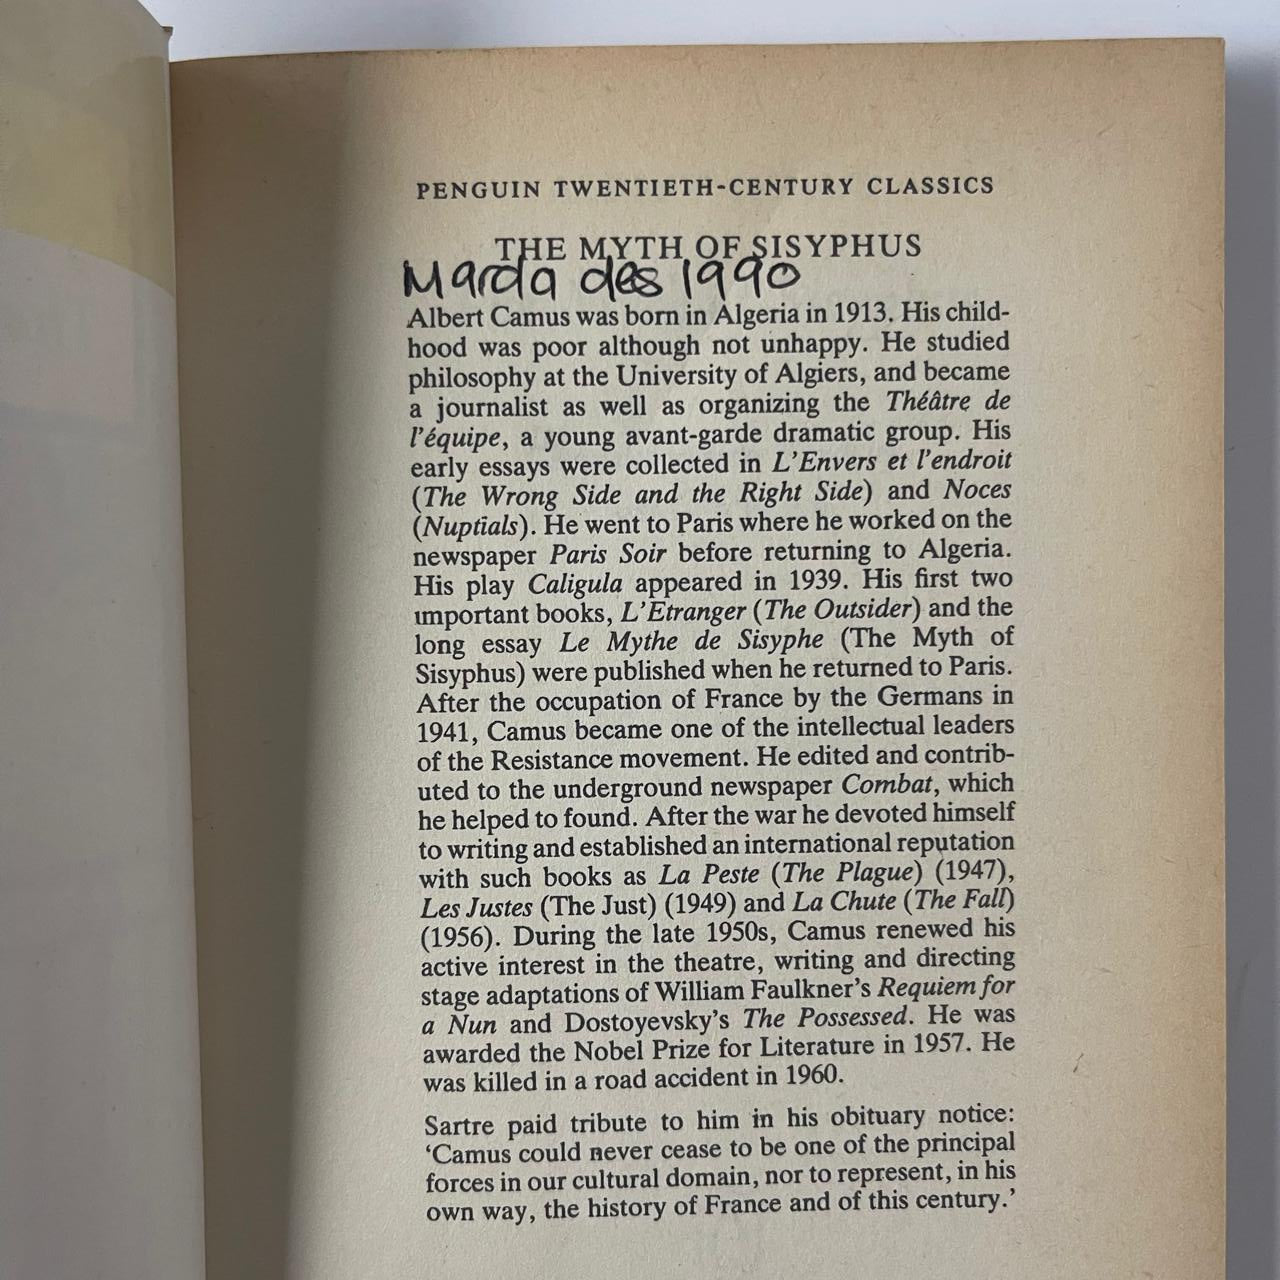 PENGUIN TWENTIETH-CENTURY CLASSICS
THE MYTH OF SISYPHUS
Marda des 1990
Albert Camus was born in Algeria in 1913. His child-
hood was poor although not unhappy. He studied
philosophy at the University of Algiers, and became
a journalist as well as organizing the Théâtre de
l'équipe, a young avant-garde dramatic group. His
early essays were collected in L'Envers et l'endroit
(The Wrong Side and the Right Side) and Noces
(Nuptials). He went to Paris where he worked on the
newspaper Paris Soir before returning to Algeria.
His play Caligula appeared in 1939. His first two
important books, L'Etranger (The Outsider) and the
long essay Le Mythe de Sisyphe (The Myth of
Sisyphus) were published when he returned to Paris.
After the occupation of France by the Germans in
1941, Camus became one of the intellectual leaders
of the Resistance movement. He edited and contrib-
uted to the underground newspaper Combat, which
he helped to found. After the war he devoted himself
to writing and established an international reputation
with such books as La Peste (The Plague) (1947),
Les Justes (The Just) (1949) and La Chute (The Fall)
(1956). During the late 1950s, Camus renewed his
active interest in the theatre, writing and directing
stage adaptations of William Faulkner's Requiem for
a Nun and Dostoyevsky's The Possessed. He was
awarded the Nobel Prize for Literature in 1957. He
was killed in a road accident in 1960.
Sartre paid tribute to him in his obituary notice:
‘Camus could never cease to be one of the principal
forces in our cultural domain, nor to represent, in his
own way, the history of France and of this century.’